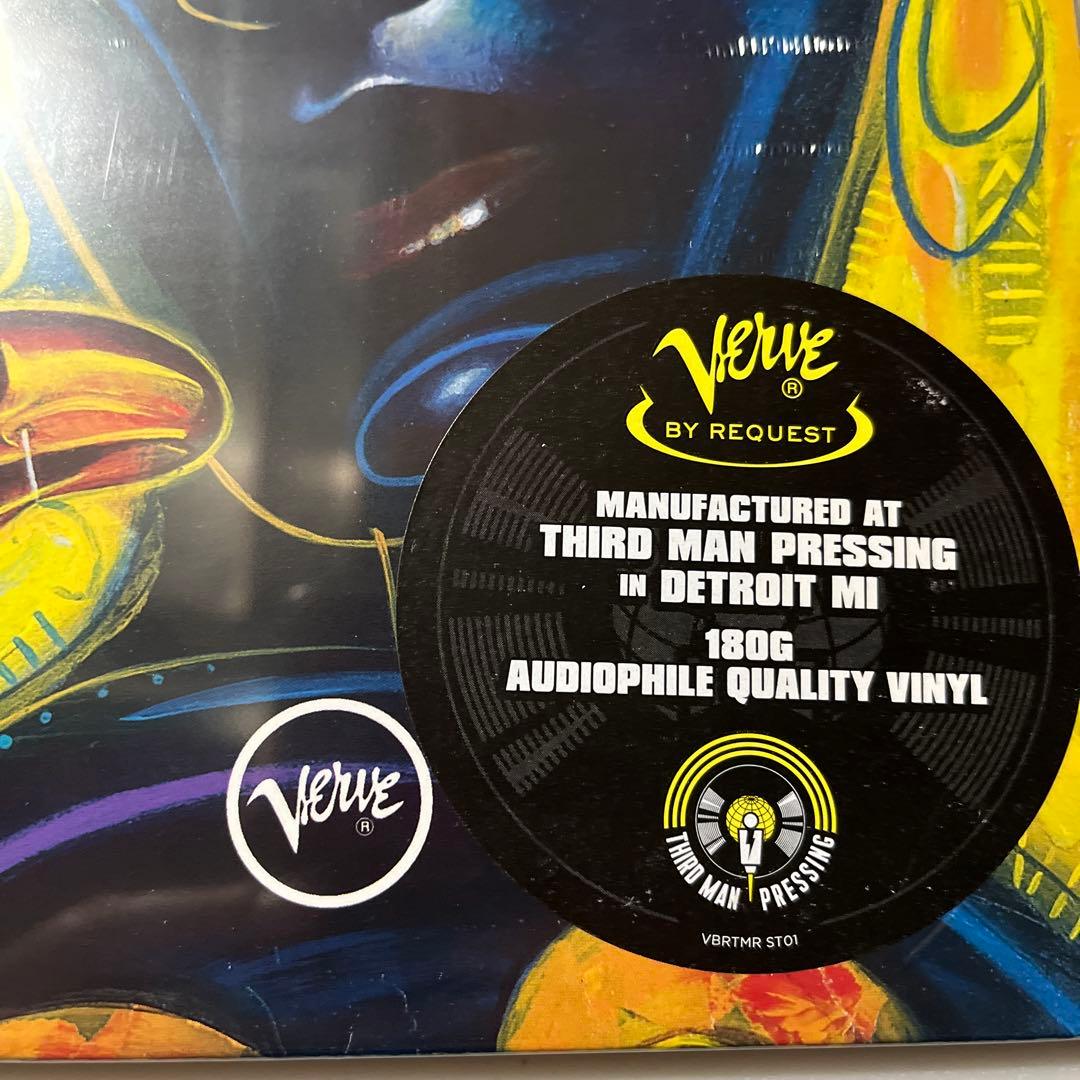 Verve
®
BY REQUEST
MANUFACTURED AT
THIRD MAN PRESSING
IN DETROIT MI
180G
AUDIOPHILE QUALITY VINYL
THIRD MAN PRESSING
VBRTMR ST01
Verve
®